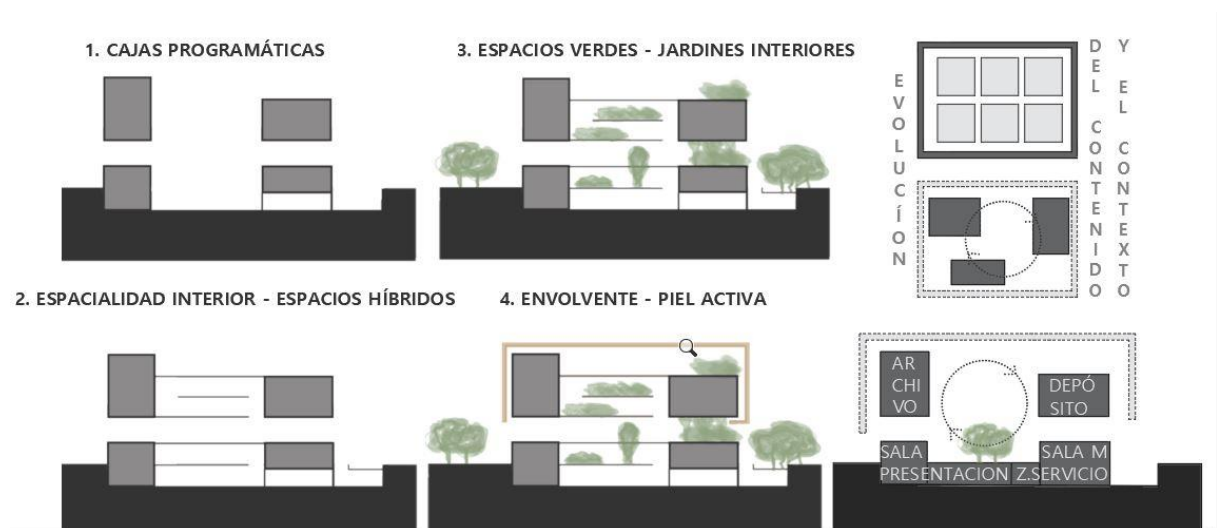 1. CAJAS PROGRAMÁTICAS
3. ESPACIOS VERDES - JARDINES INTERIORES
2. ESPACIALIDAD INTERIOR - ESPACIOS HÍBRIDOS
4. ENVOLVENTE - PIEL ACTIVA
EVOLUCÍON
DEL CONTENIDO
Y EL CONTEXTO
AR
CHI
VO
DEPÓ
SITO
SALA
PRESENTACION
SALA M
Z.SERVICIO